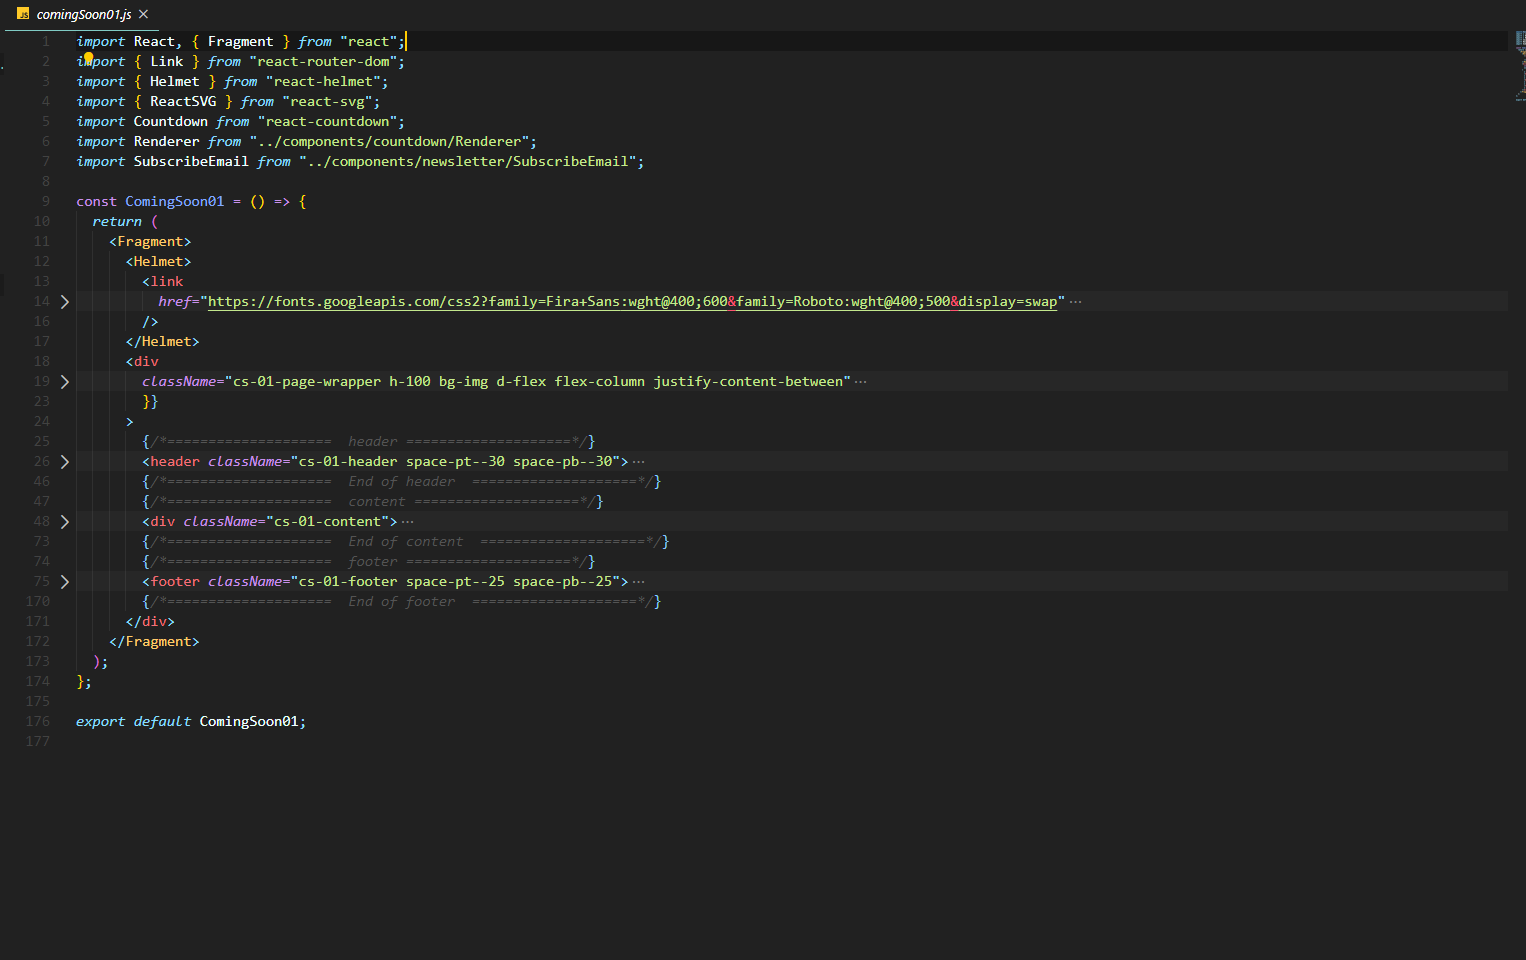 JS comingSoon01.js ×
1 import React, { Fragment } from "react";
2 import { Link } from "react-router-dom";
3 import { Helmet } from "react-helmet";
4 import { ReactSVG } from "react-svg";
5 import Countdown from "react-countdown";
6 import Renderer from "../components/countdown/Renderer";
7 import SubscribeEmail from "../components/newsletter/SubscribeEmail";
8
9 const ComingSoon01 = () => {
10 return (
11 <Fragment>
12 <Helmet>
13 <link
14 href="https://fonts.googleapis.com/css2?family=Fira+Sans:wght@400;600&family=Roboto:wght@400;500&display=swap" ···
16 />
17 </Helmet>
18 <div
19 className="cs-01-page-wrapper h-100 bg-img d-flex flex-column justify-content-between" ···
23 }}
24 >
25 {/*==================== header ====================*/}
26 <header className="cs-01-header space-pt--30 space-pb--30"> ···
46 {/*==================== End of header ====================*/}
47 {/*==================== content ====================*/}
48 <div className="cs-01-content"> ···
73 {/*==================== End of content ====================*/}
74 {/*==================== footer ====================*/}
75 <footer className="cs-01-footer space-pt--25 space-pb--25"> ···
170 {/*==================== End of footer ====================*/}
171 </div>
172 </Fragment>
173 );
174 };
175
176 export default ComingSoon01;
177